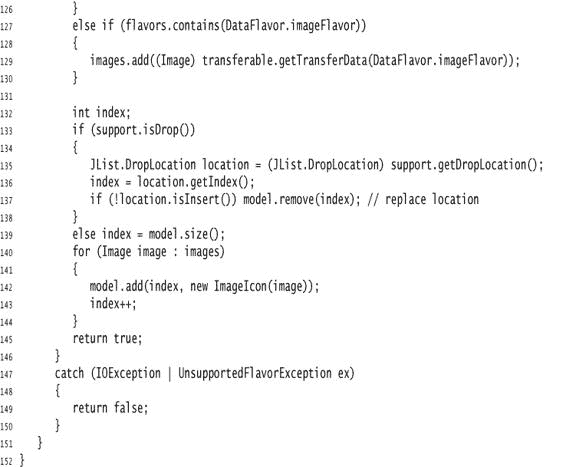 126 }
127 else if (flavors.contains(DataFlavor.imageFlavor))
128 {
129 images.add((Image) transferable.getTransferData(DataFlavor.imageFlavor));
130 }
131
132 int index;
133 if (support.isDrop())
134 {
135 JList.DropLocation location = (JList.DropLocation) support.getDropLocation();
136 index = location.getIndex();
137 if (!location.isInsert()) model.remove(index); // replace location
138 }
139 else index = model.size();
140 for (Image image : images)
141 {
142 model.add(index, new ImageIcon(image));
143 index++;
144 }
145 return true;
146 }
147 catch (IOException | UnsupportedFlavorException ex)
148 {
149 return false;
150 }
151 }
152 }